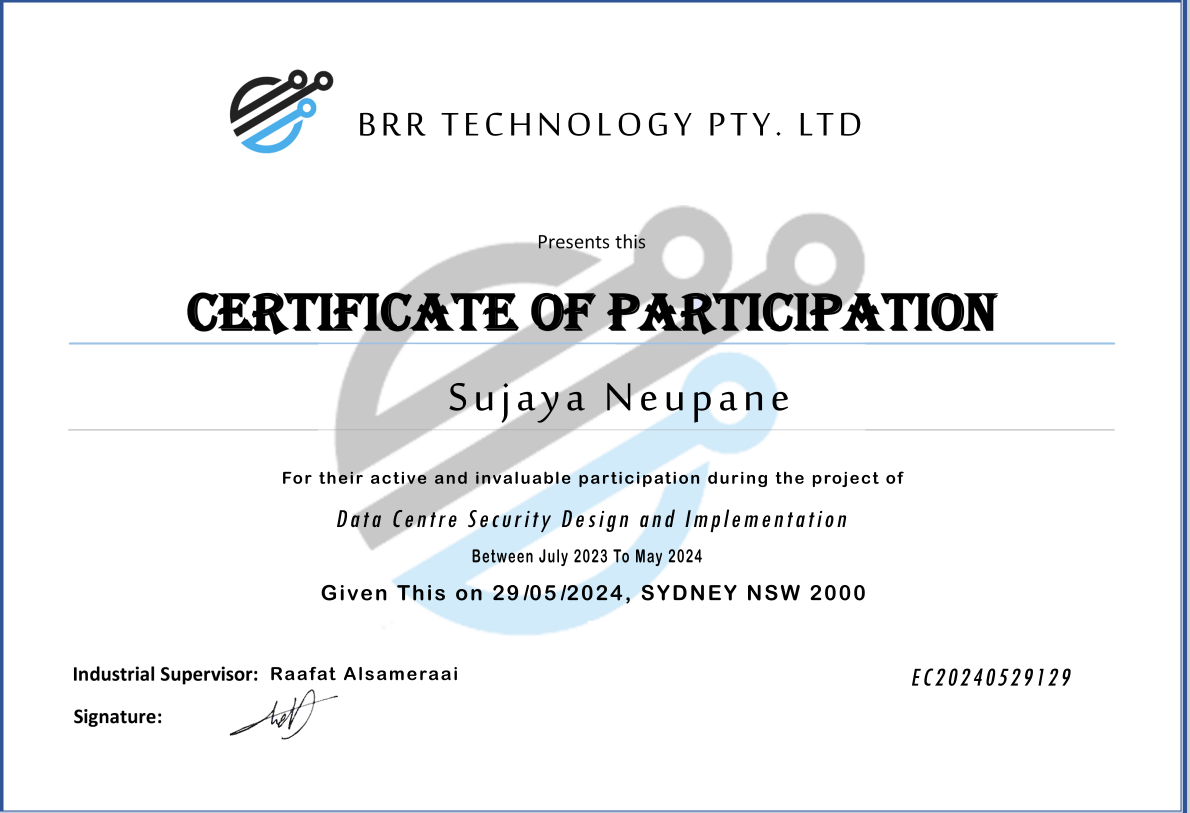 BRR TECHNOLOGY PTY. LTD
Presents this
CERTIFICATE OF PARTICIPATION
Sujaya Neupane
For their active and invaluable participation during the project of
Data Centre Security Design and Implementation
Between July 2023 To May 2024
Given This on 29/05/2024, SYDNEY NSW 2000
Industrial Supervisor: Raafat Alsameraai
EC20240529129
Signature: